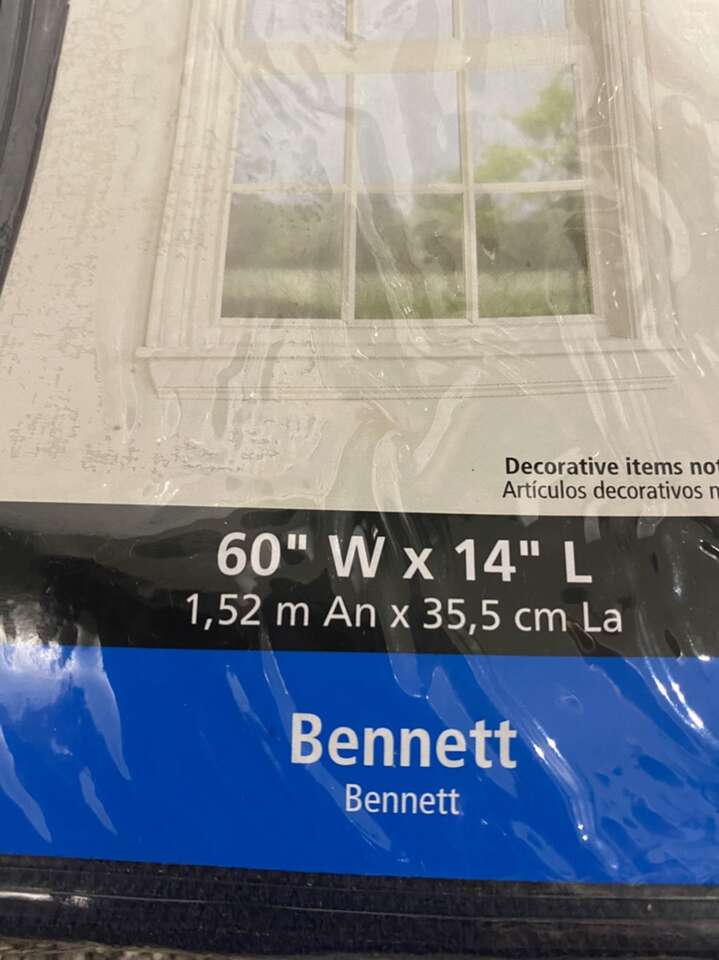 Decorative items not
Artículos decorativos
60" W x 14" L
1,52 m An x 35,5 cm La
Bennett
Bennett